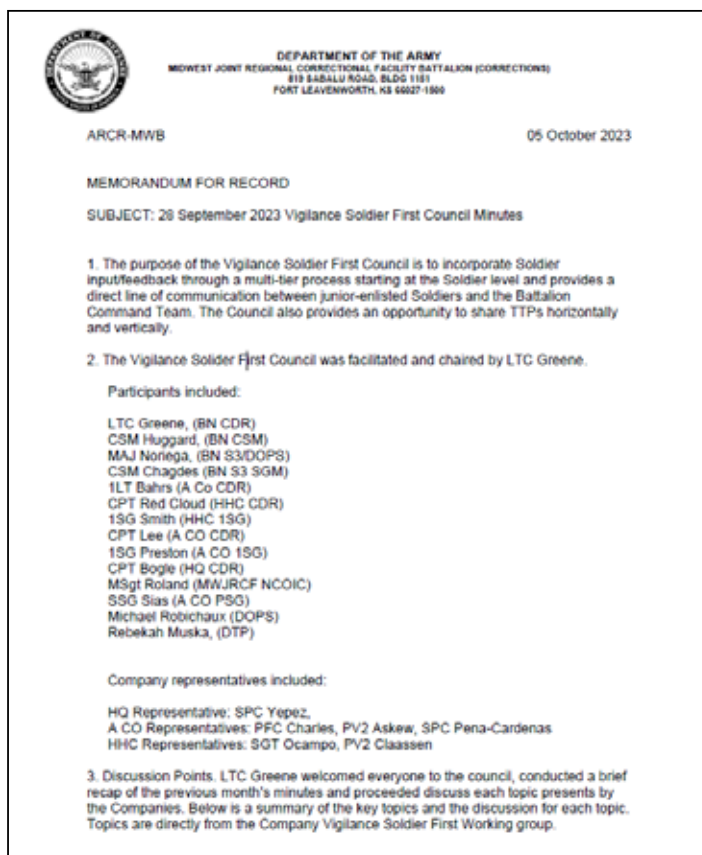 DEPARTMENT OF THE ARMY
MIDWEST JOINT REGIONAL CORRECTIONAL FACILITY BATTALION (CORRECTIONS)
819 SABALU ROAD, BLDG 1151
FORT LEAVENWORTH, KS 66027-1500
ARCR-MWB 05 October 2023
MEMORANDUM FOR RECORD
SUBJECT: 28 September 2023 Vigilance Soldier First Council Minutes
1. The purpose of the Vigilance Soldier First Council is to incorporate Soldier
input/feedback through a multi-tier process starting at the Soldier level and provides a
direct line of communication between junior-enlisted Soldiers and the Battalion
Command Team. The Council also provides an opportunity to share TTPs horizontally
and vertically.
2. The Vigilance Solider First Council was facilitated and chaired by LTC Greene.
Participants included:
LTC Greene, (BN CDR)
CSM Huggard, (BN CSM)
MAJ Noriega, (BN S3/DOPS)
CSM Chagdes (BN S3 SGM)
1LT Bahrs (A Co CDR)
CPT Red Cloud (HHC CDR)
1SG Smith (HHC 1SG)
CPT Lee (A CO CDR)
1SG Preston (A CO 1SG)
CPT Bogle (HQ CDR)
MSgt Roland (MWJRCF NCOIC)
SSG Sias (A CO PSG)
Michael Robichaux (DOPS)
Rebekah Muska, (DTP)
Company representatives included:
HQ Representative: SPC Yepez,
A CO Representatives: PFC Charles, PV2 Askew, SPC Pena-Cardenas
HHC Representatives: SGT Ocampo, PV2 Claassen
3. Discussion Points. LTC Greene welcomed everyone to the council, conducted a brief
recap of the previous month's minutes and proceeded discuss each topic presents by
the Companies. Below is a summary of the key topics and the discussion for each topic.
Topics are directly from the Company Vigilance Soldier First Working group.